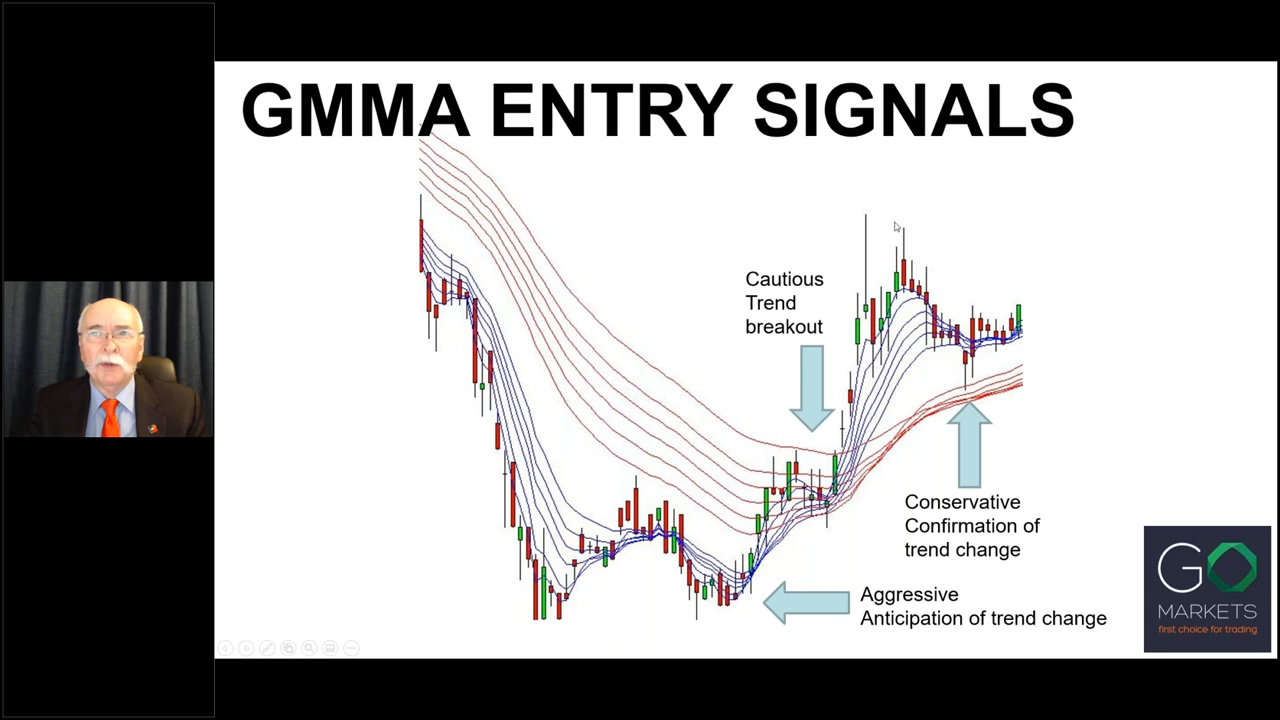 GMMA ENTRY SIGNALS
Cautious
Trend
breakout
Conservative
Confirmation of
trend change
Aggressive
Anticipation of trend change
GO
MARKETS
first choice for trading